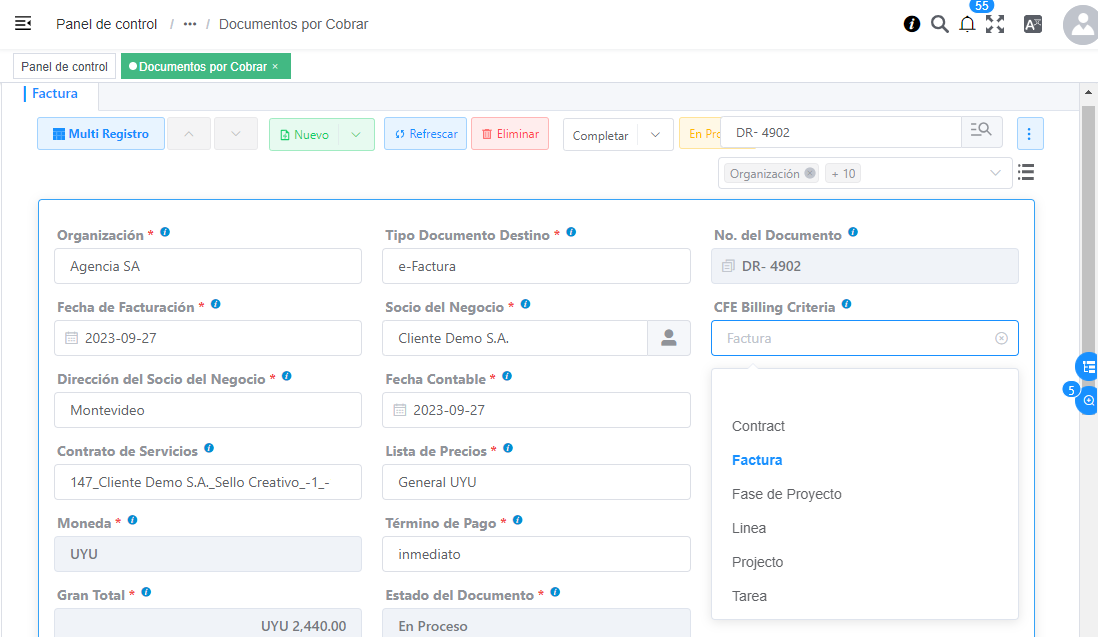 Panel de control / ••• / Documentos por Cobrar
55
Panel de control
Documentos por Cobrar ×
Factura
Multi Registro
Nuevo
Refrescar
Eliminar
Completar
DR- 4902
Organización
+ 10
Organización *
Tipo Documento Destino *
No. del Documento
Agencia SA
e-Factura
DR- 4902
Fecha de Facturación *
Socio del Negocio *
CFE Billing Criteria
2023-09-27
Cliente Demo S.A.
Factura
Dirección del Socio del Negocio *
Fecha Contable *
Montevideo
2023-09-27
5
Contract
Contrato de Servicios
Lista de Precios *
Factura
147_Cliente Demo S.A._Sello Creativo_-1_-
General UYU
Fase de Proyecto
Moneda *
Término de Pago *
Linea
UYU
inmediato
Projecto
Gran Total *
Estado del Documento *
Tarea
UYU 2,440.00
En Proceso